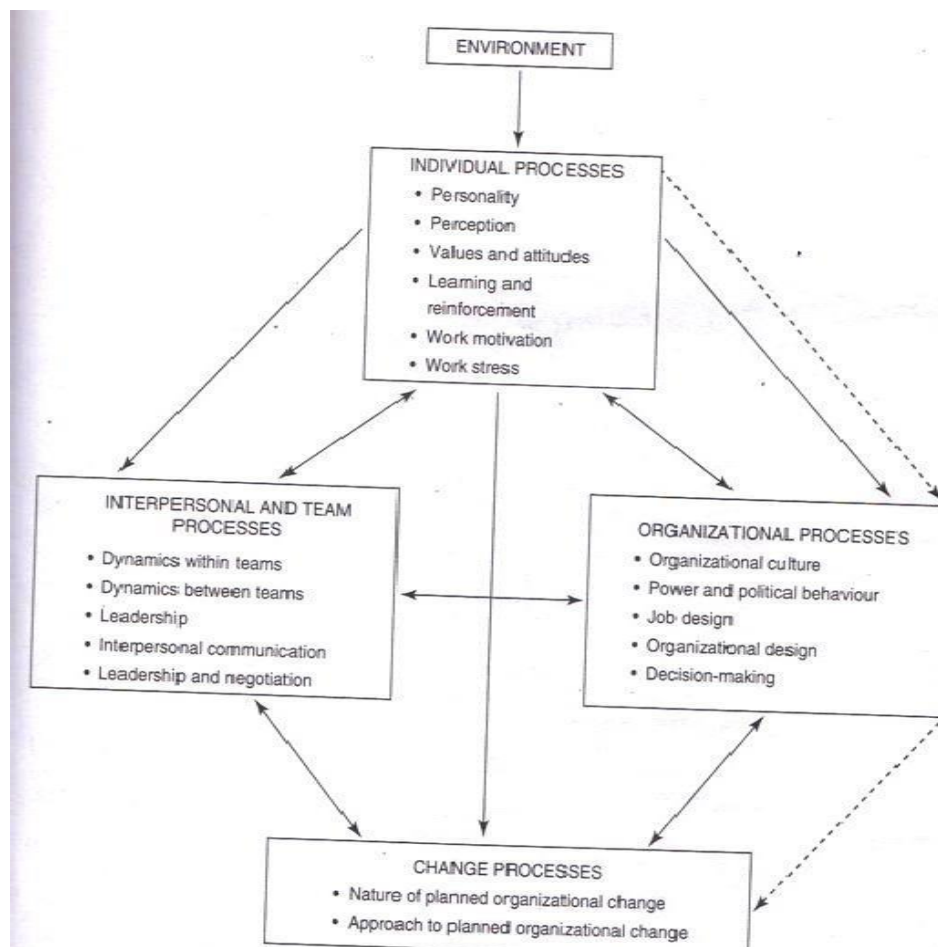 ENVIRONMENT
INDIVIDUAL PROCESSES
• Personality
• Perception
• Values and attitudes
• Learning and
reinforcement
• Work motivation
• Work stress
INTERPERSONAL AND TEAM
PROCESSES
• Dynamics within teams
• Dynamics between teams
• Leadership
• Interpersonal communication
• Leadership and negotiation
ORGANIZATIONAL PROCESSES
• Organizational culture
• Power and political behaviour
• Job design
• Organizational design
• Decision-making
CHANGE PROCESSES
• Nature of planned organizational change
• Approach to planned organizational change